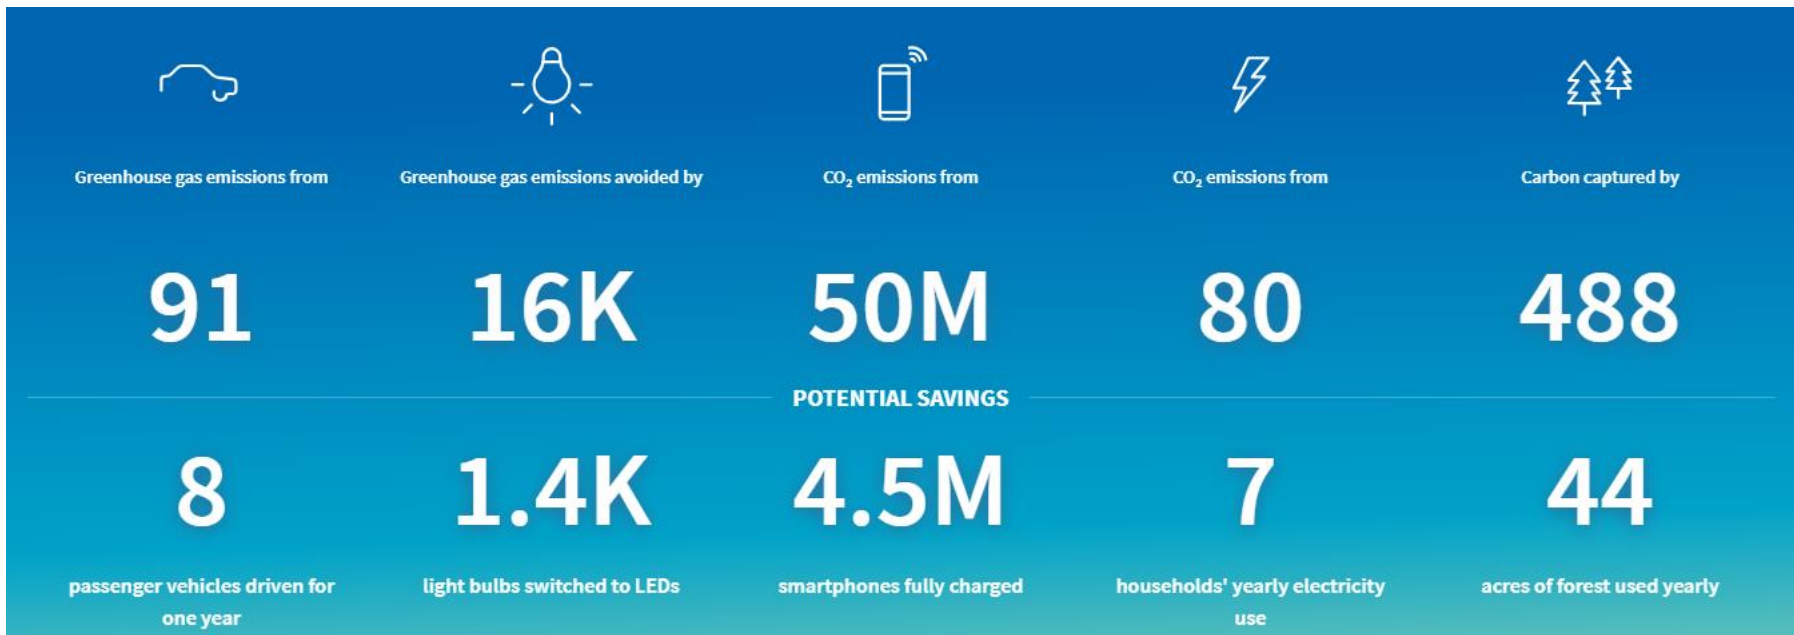 Greenhouse gas emissions from
Greenhouse gas emissions avoided by
CO₂ emissions from
CO₂ emissions from
Carbon captured by
91
16K
50M
80
488
POTENTIAL SAVINGS
8
1.4K
4.5M
7
44
passenger vehicles driven for
one year
light bulbs switched to LEDs
smartphones fully charged
households' yearly electricity
use
acres of forest used yearly